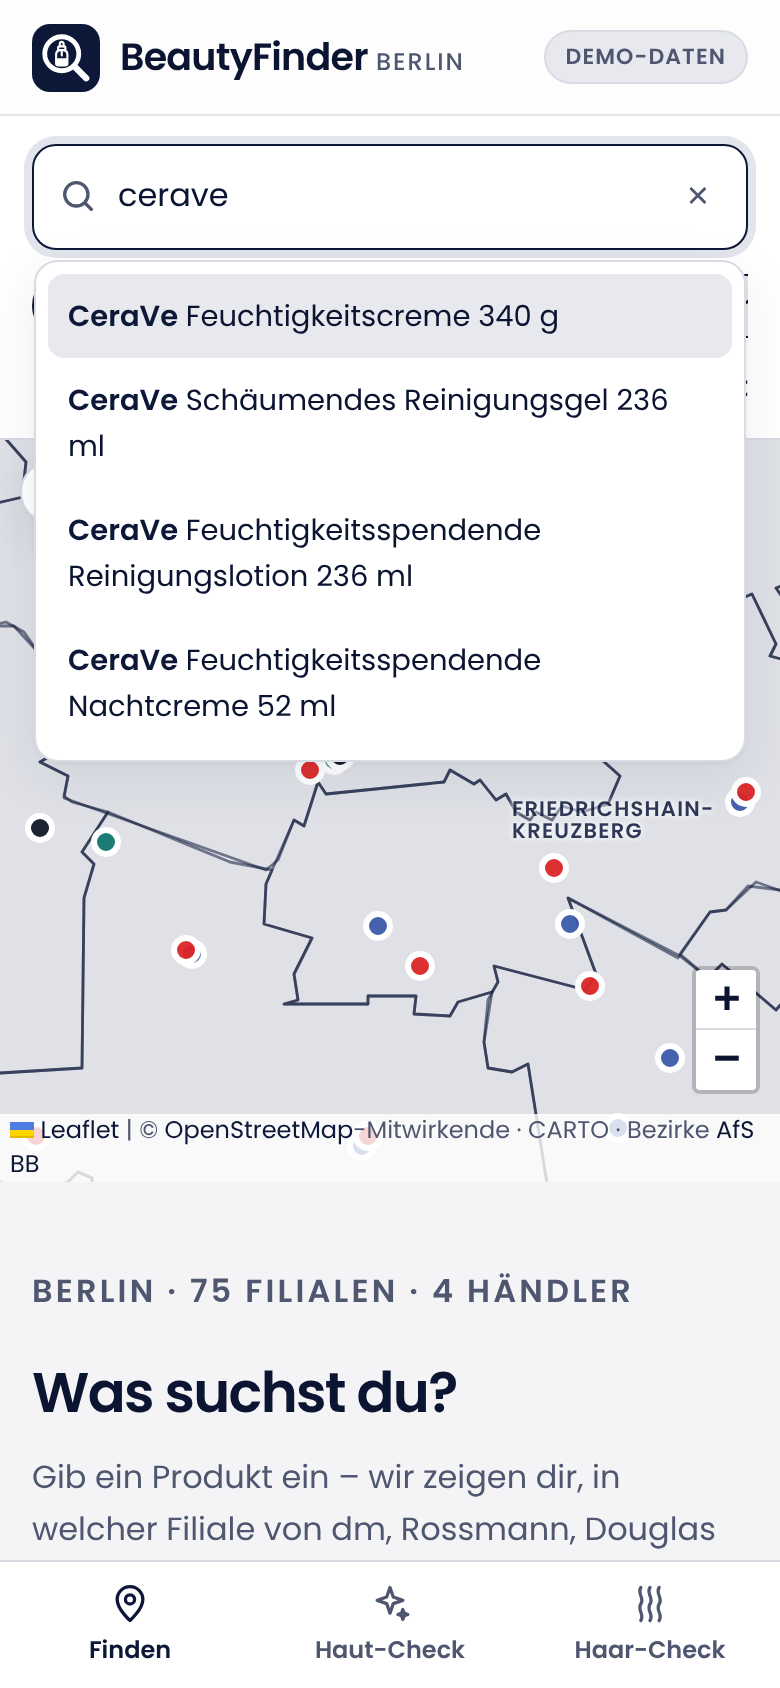 BeautyFinder BERLIN
DEMO-DATEN
cerave
CeraVe Feuchtigkeitscreme 340 g
CeraVe Schäumendes Reinigungsgel 236
ml
CeraVe Feuchtigkeitsspendende
Reinigungslotion 236 ml
CeraVe Feuchtigkeitsspendende
Nachtcreme 52 ml
FRIEDRICHSHAIN-
KREUZBERG
+
−
Leaflet | © OpenStreetMap-Mitwirkende · CARTO · Bezirke AfS
BB
BERLIN · 75 FILIALEN · 4 HÄNDLER
Was suchst du?
Gib ein Produkt ein – wir zeigen dir, in
welcher Filiale von dm, Rossmann, Douglas
Finden
Haut-Check
Haar-Check